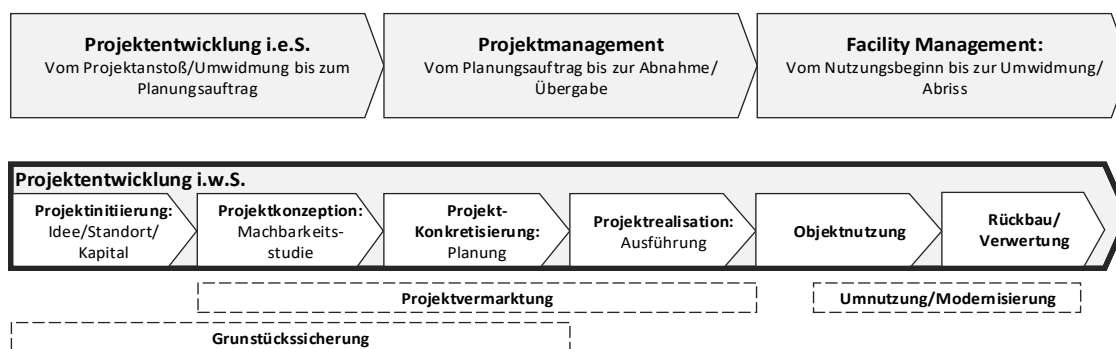 Projektentwicklung i.e.S.
Vom Projektanstoß/Umwidmung bis zum
Planungsauftrag
Projektmanagement
Vom Planungsauftrag bis zur Abnahme/
Übergabe
Facility Management:
Vom Nutzungsbeginn bis zur Umwidmung/
Abriss
Projektentwicklung i.w.S.
Projektinitiierung:
Idee/Standort/
Kapital
Projektkonzeption:
Machbarkeits-
studie
Projekt-
Konkretisierung:
Planung
Projektrealisation:
Ausführung
Objektnutzung
Rückbau/
Verwertung
Projektvermarktung
Umnutzung/Modernisierung
Grunstückssicherung